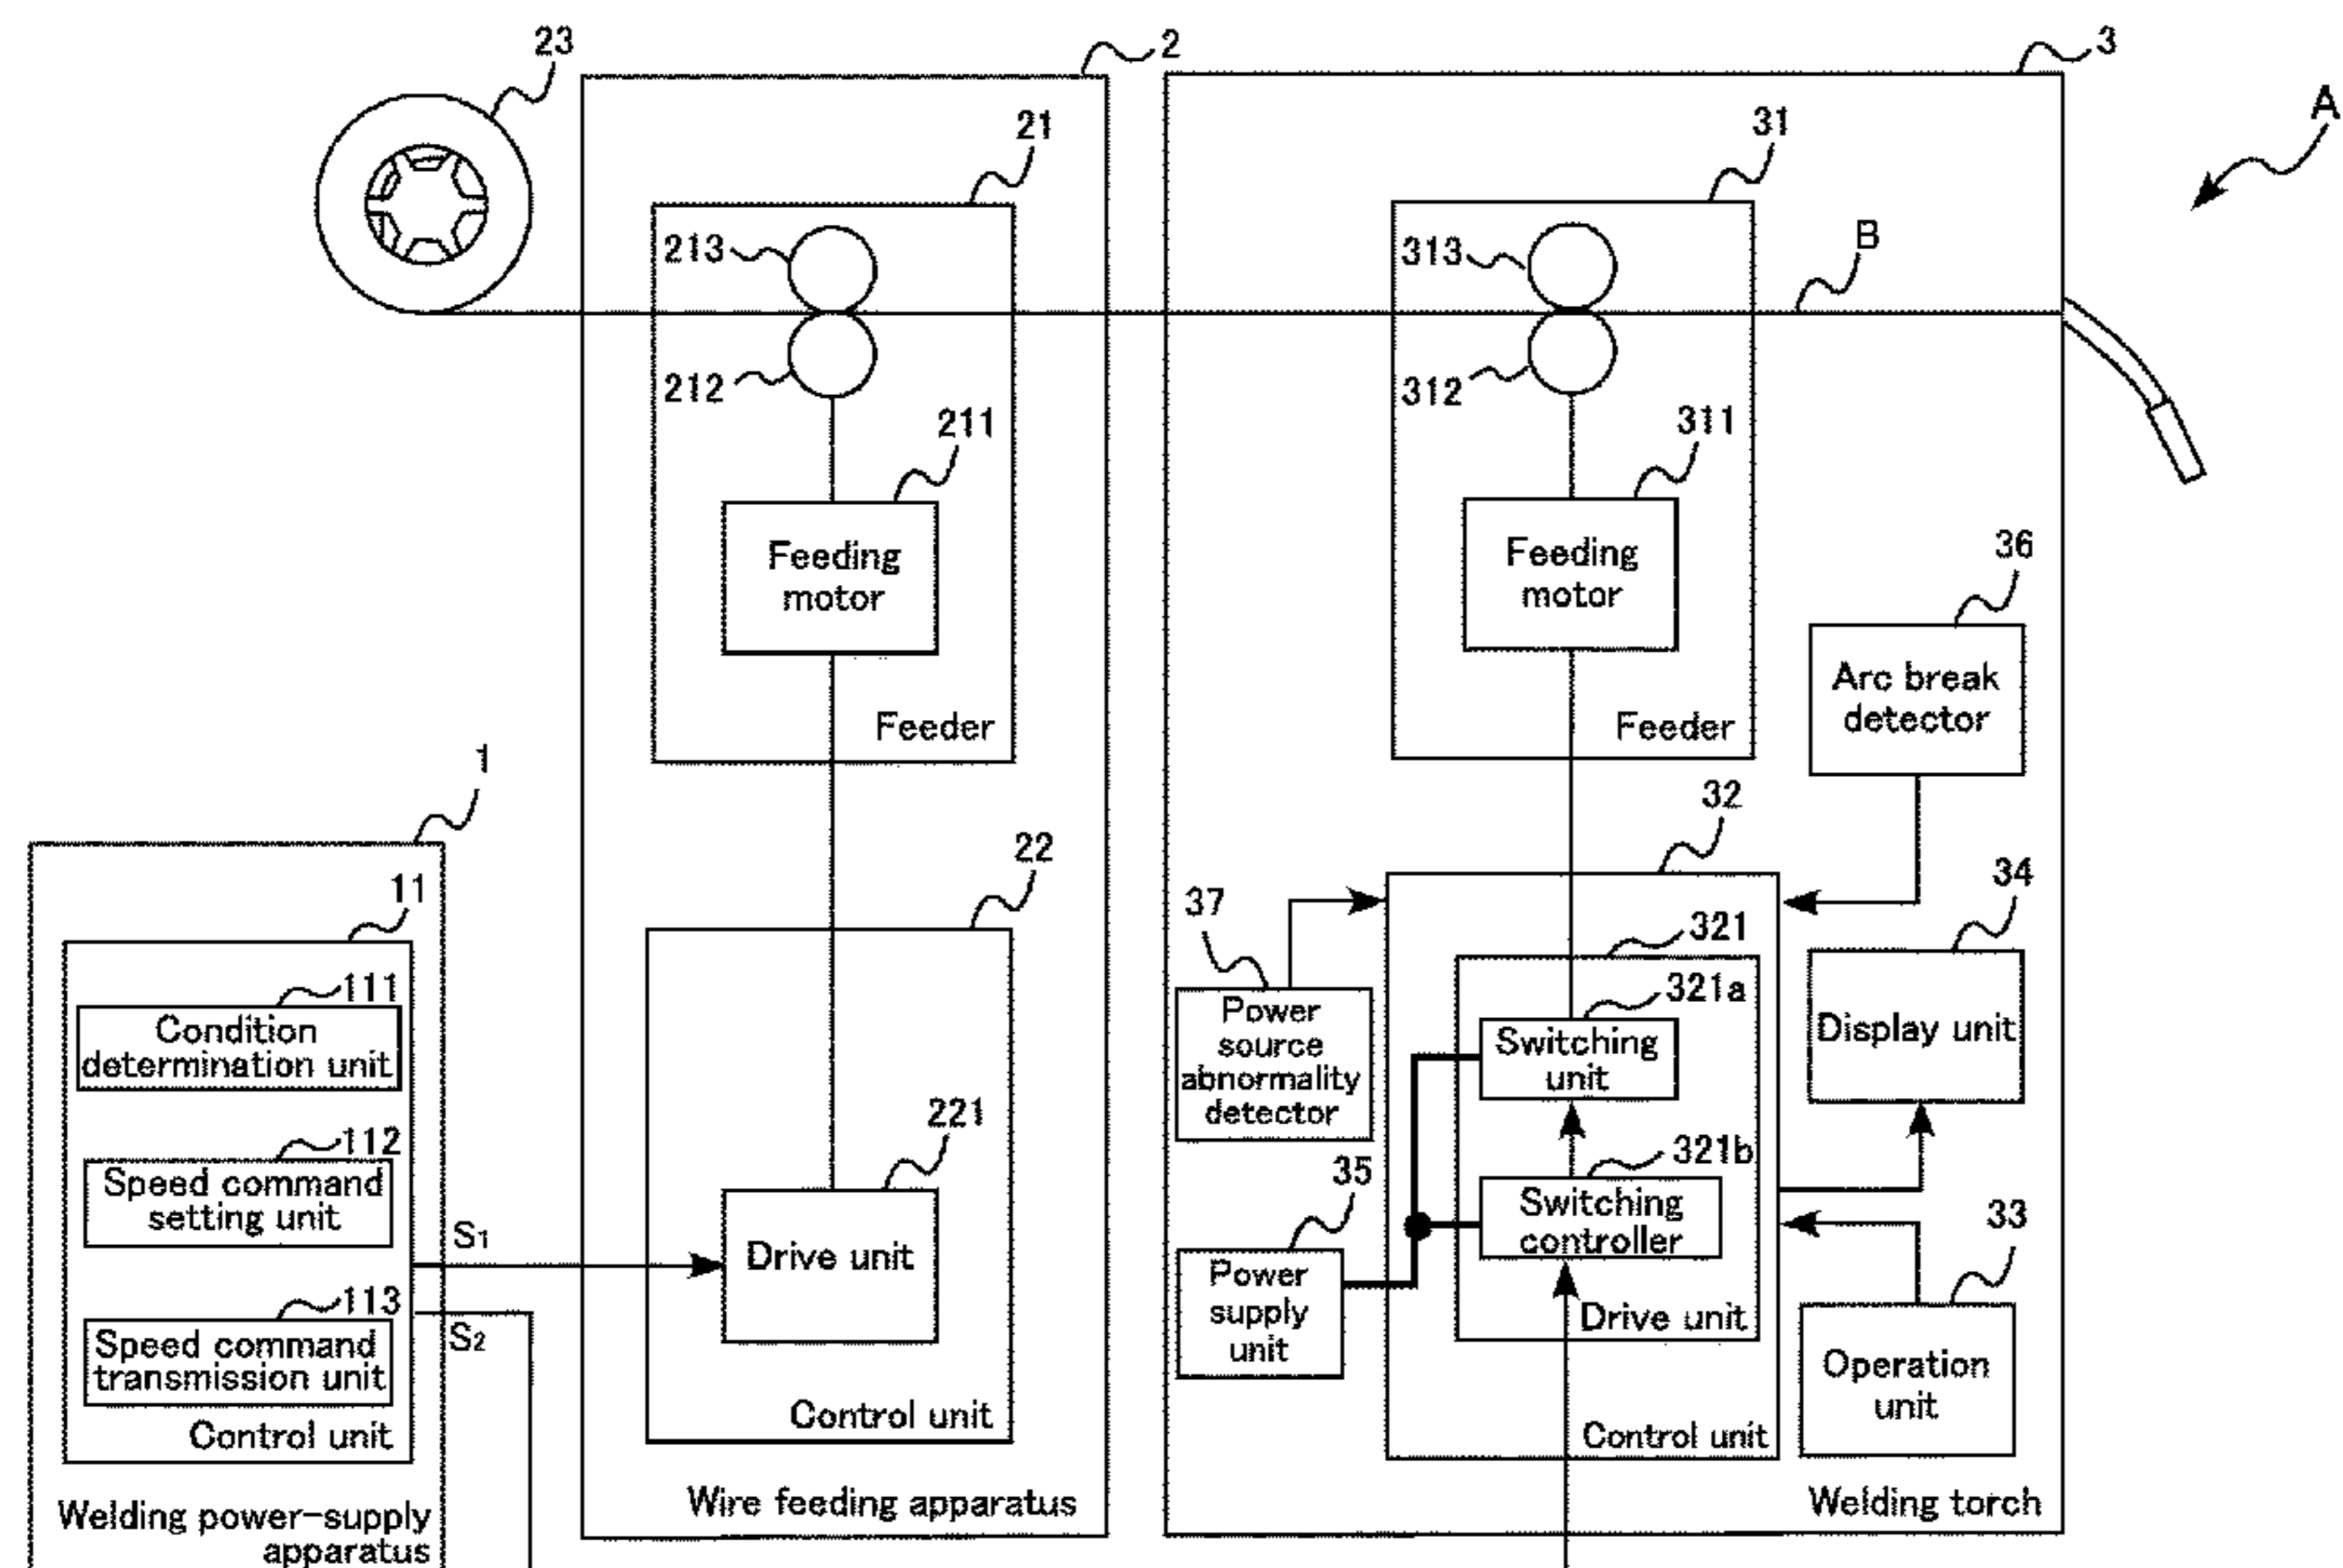 23
2
3
A
21
31
213
313
B
212
312
211
311
Feeding
motor
Feeding
motor
36
Arc break
detector
Feeder
Feeder
1
32
22
34
11
37
321
111
321a
Condition
determination unit
Power
source
abnormality
detector
Switching
unit
Display unit
112
221
321b
35
Speed command
setting unit
Switching
controller
33
S1
Drive unit
Power
supply
unit
113
Drive unit
S2
Speed command
transmission unit
Operation
unit
Control unit
Control unit
Control unit
Wire feeding apparatus
Welding torch
Welding power-supply
apparatus